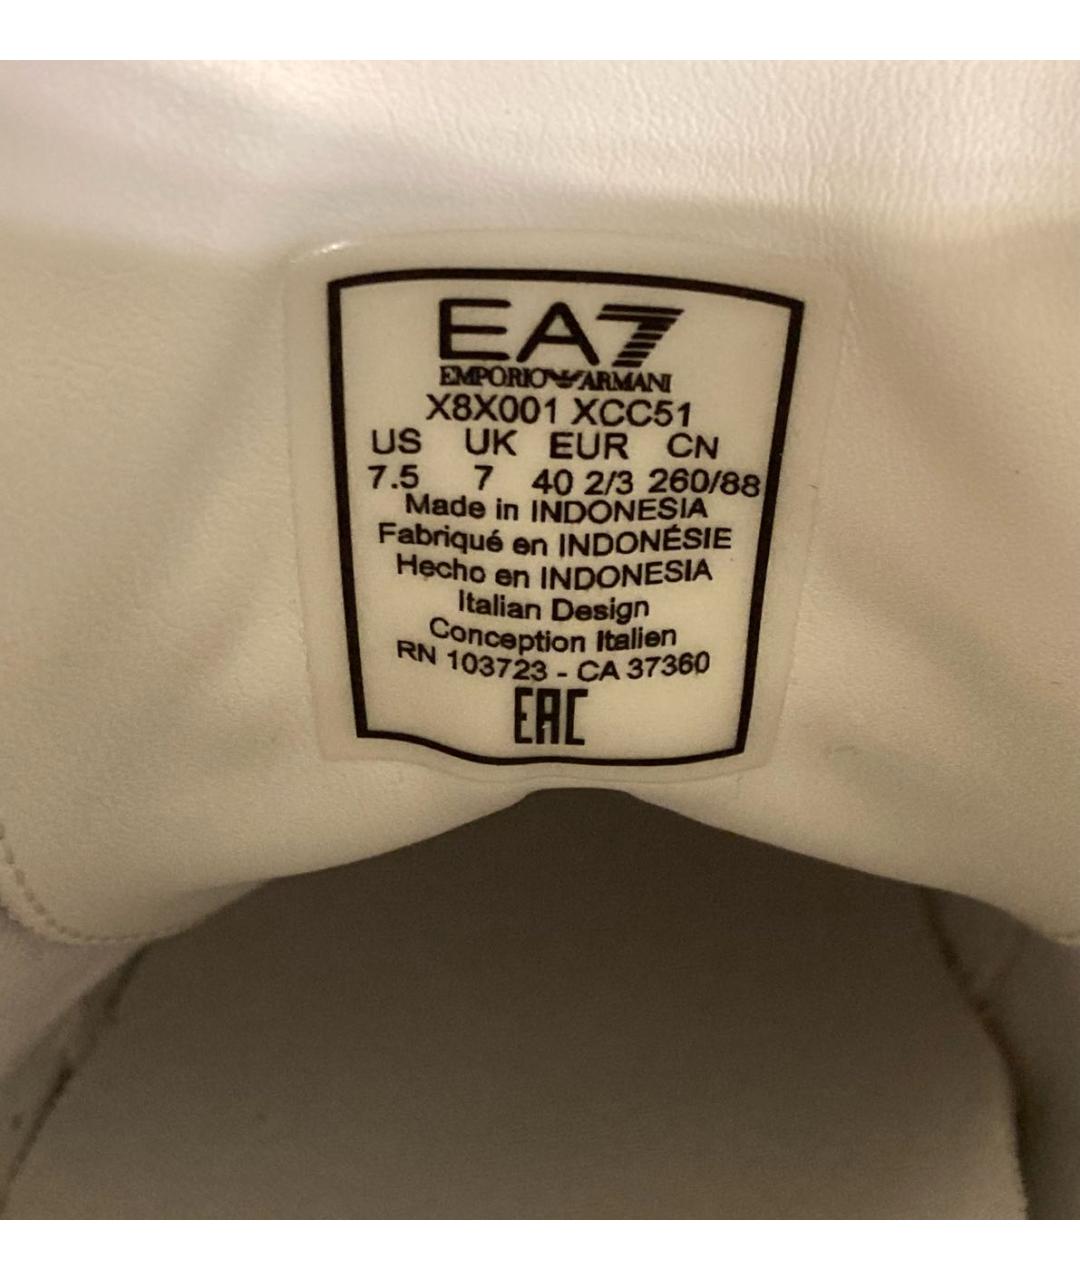 EA7
EMPORIO ARMANI
X8X001 XCC51
US UK EUR CN
7.5 7 40 2/3 260/88
Made in INDONESIA
Fabriqué en INDONÉSIE
Hecho en INDONESIA
Italian Design
Conception Italien
RN 103723 - CA 37360
EAC